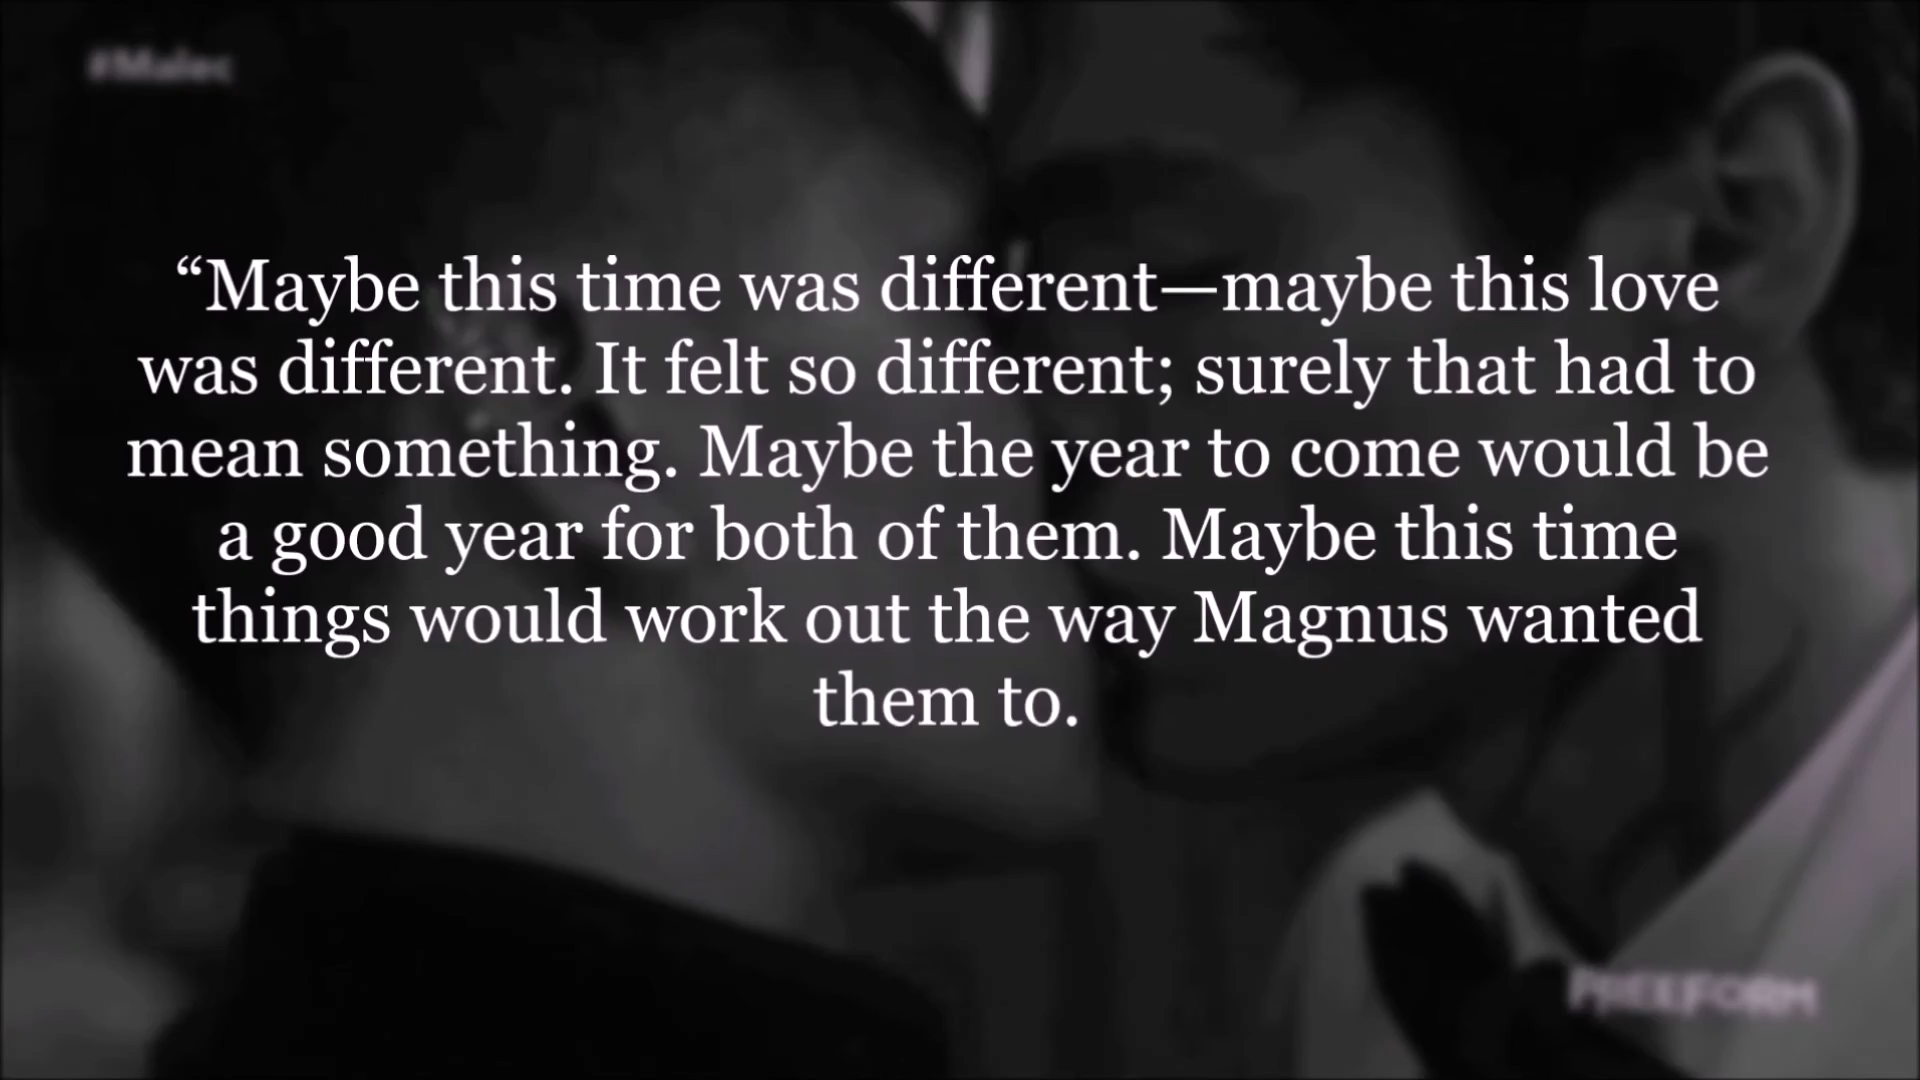 #Malec
“Maybe this time was different—maybe this love
was different. It felt so different; surely that had to
mean something. Maybe the year to come would be
a good year for both of them. Maybe this time
things would work out the way Magnus wanted
them to.
FREEFORM